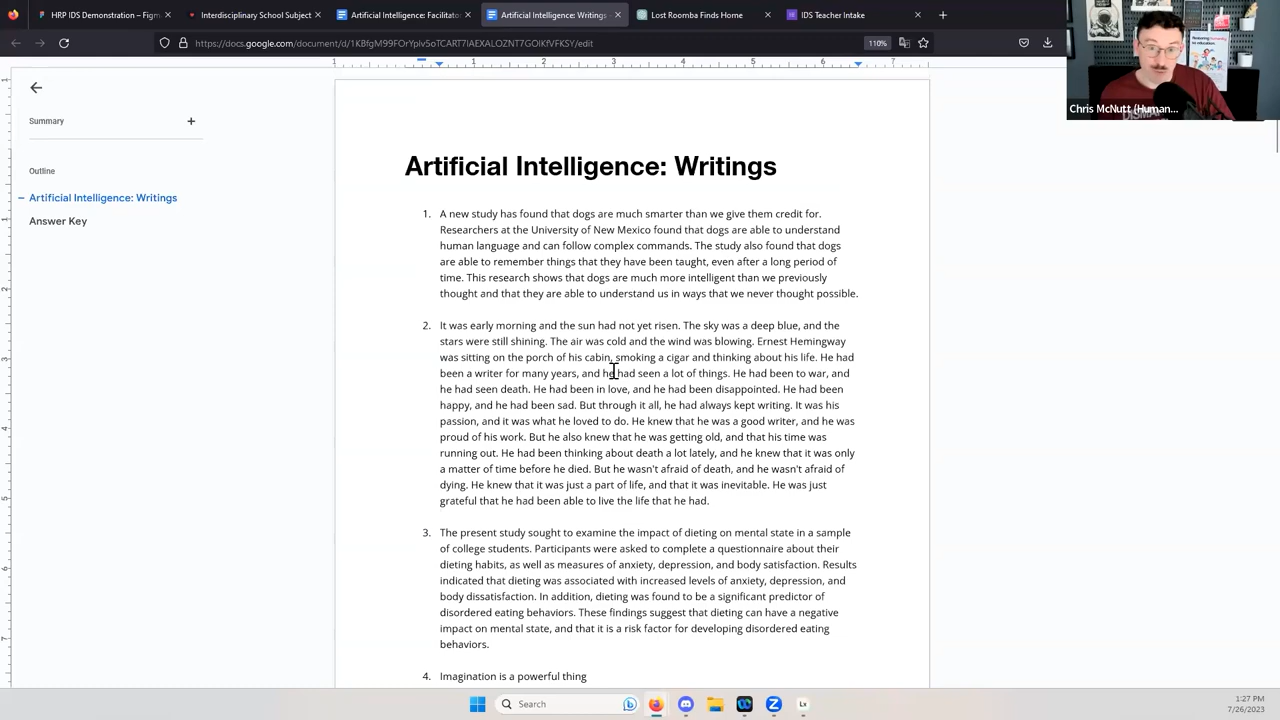 HRP IDS Demonstration – Figm
Interdisciplinary School Subject
Artificial Intelligence: Facilita
Artificial Intelligence: Writings
Lost Roomba Finds Home
IDS Teacher Intake
110%
Chris McNutt (Human...
Summary
Outline
Artificial Intelligence: Writings
Answer Key
Artificial Intelligence: Writings
1. A new study has found that dogs are much smarter than we give them credit for.
Researchers at the University of New Mexico found that dogs are able to understand
human language and can follow complex commands. The study also found that dogs
are able to remember things that they have been taught, even after a long period of
time. This research shows that dogs are much more intelligent than we previously
thought and that they are able to understand us in ways that we never thought possible.
2. It was early morning and the sun had not yet risen. The sky was a deep blue, and the
stars were still shining. The air was cold and the wind was blowing. Ernest Hemingway
was sitting on the porch of his cabin, smoking a cigar and thinking about his life. He had
been a writer for many years, and he had seen a lot of things. He had been to war, and
he had seen death. He had been in love, and he had been disappointed. He had been
happy, and he had been sad. But through it all, he had always kept writing. It was his
passion, and it was what he loved to do. He knew that he was a good writer, and he was
proud of his work. But he also knew that he was getting old, and that his time was
running out. He had been thinking about death a lot lately, and he knew that it was only
a matter of time before he died. But he wasn't afraid of death, and he wasn't afraid of
dying. He knew that it was just a part of life, and that it was inevitable. He was just
grateful that he had been able to live the life that he had.
3. The present study sought to examine the impact of dieting on mental state in a sample
of college students. Participants were asked to complete a questionnaire about their
dieting habits, as well as measures of anxiety, depression, and body satisfaction. Results
indicated that dieting was associated with increased levels of anxiety, depression, and
body dissatisfaction. In addition, dieting was found to be a significant predictor of
disordered eating behaviors. These findings suggest that dieting can have a negative
impact on mental state, and that it is a risk factor for developing disordered eating
behaviors.
4. Imagination is a powerful thing
Search
1:27 PM
7/26/2023